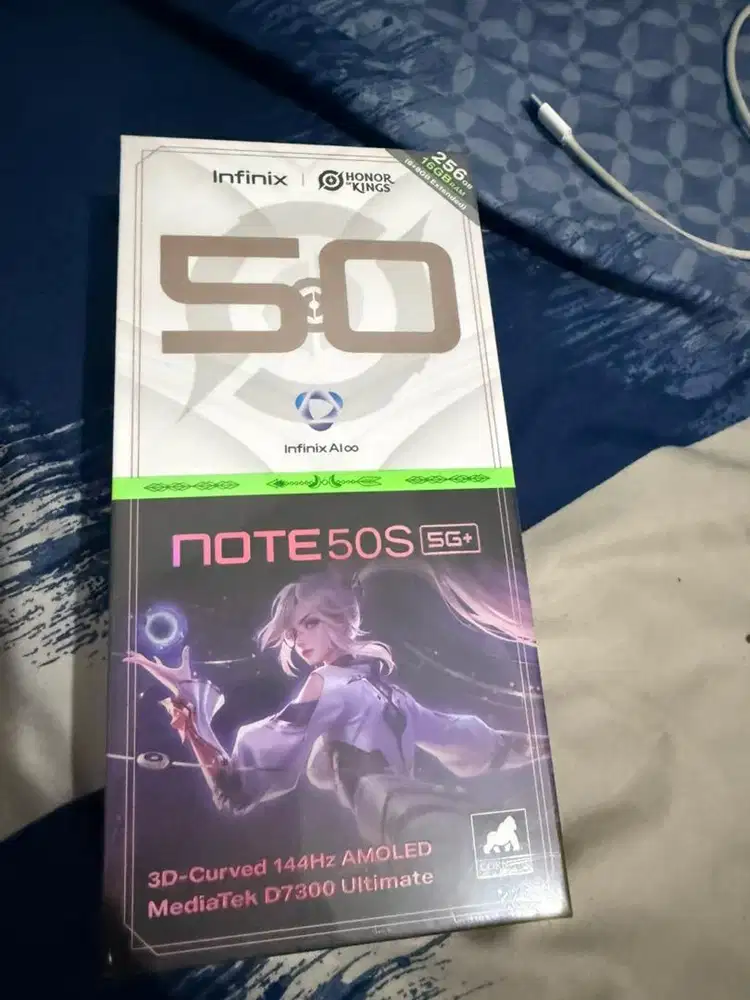 Infinix | HONOR OF KINGS
256GB
16GB RAM
(8+8GB Extended)
50
Infinix AI∞
NOTE 50S 5G+
3D-Curved 144Hz AMOLED
MediaTek D7300 Ultimate